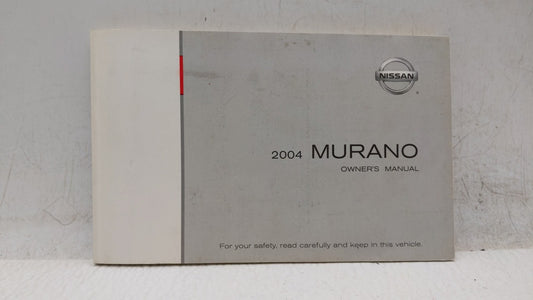 NISSAN
2004 MURANO
OWNER'S MANUAL
For your safety, read carefully and keep in this vehicle.